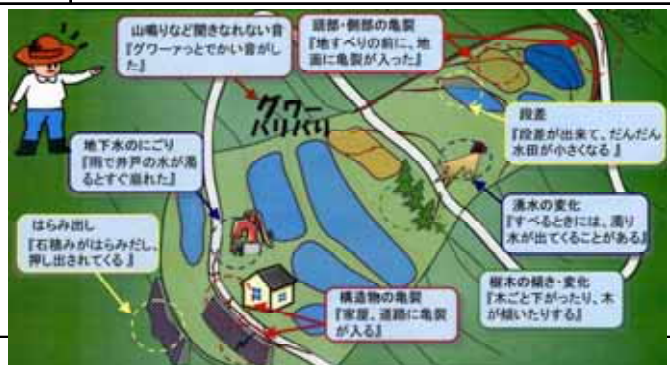 山鳴りなど聞きなれない音
『グワーァっとでかい音がし
た』
頭部・側部の亀裂
『地すべりの前に、地
面に亀裂が入った』
グワー
バリバリ
段差
『段差が出来て、だんだん
水田が小さくなる』
地下水のにごり
『雨で井戸の水が濁
るとすぐ崩れた』
湧水の変化
『すべるときには、濁り
水が出てくることがある』
はらみ出し
『石積みがはらみだし、
押し出されてくる』
構造物の亀裂
『家屋、道路に亀裂
が入る』
樹木の傾き・変化
『木ごと下がったり、木
が傾いたりする』